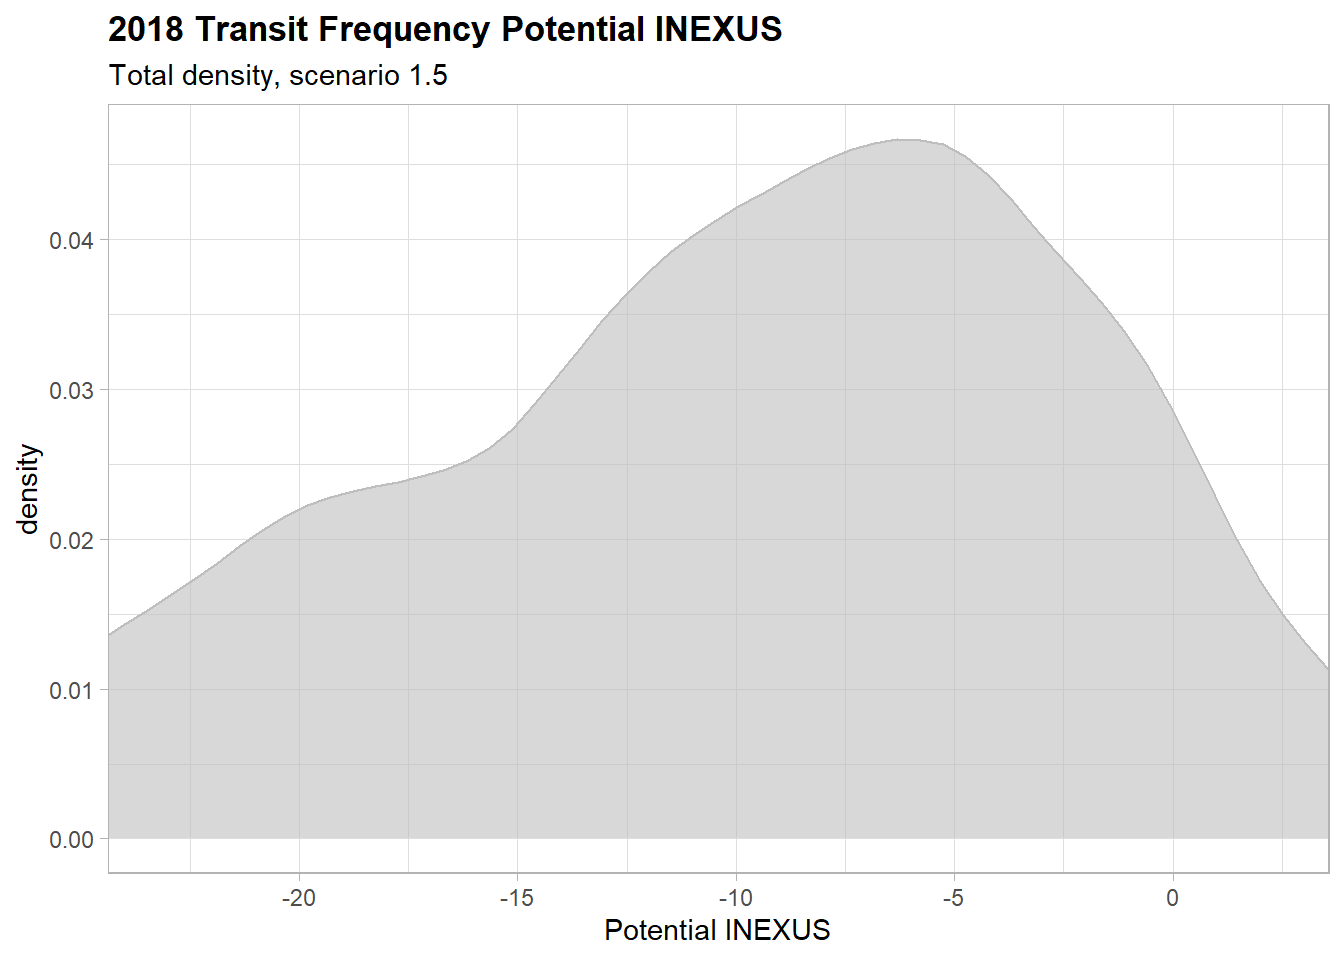 2018 Transit Frequency Potential INEXUS
Total density, scenario 1.5
density
0.04
0.03
0.02
0.01
0.00
-20 -15 -10 -5 0
Potential INEXUS